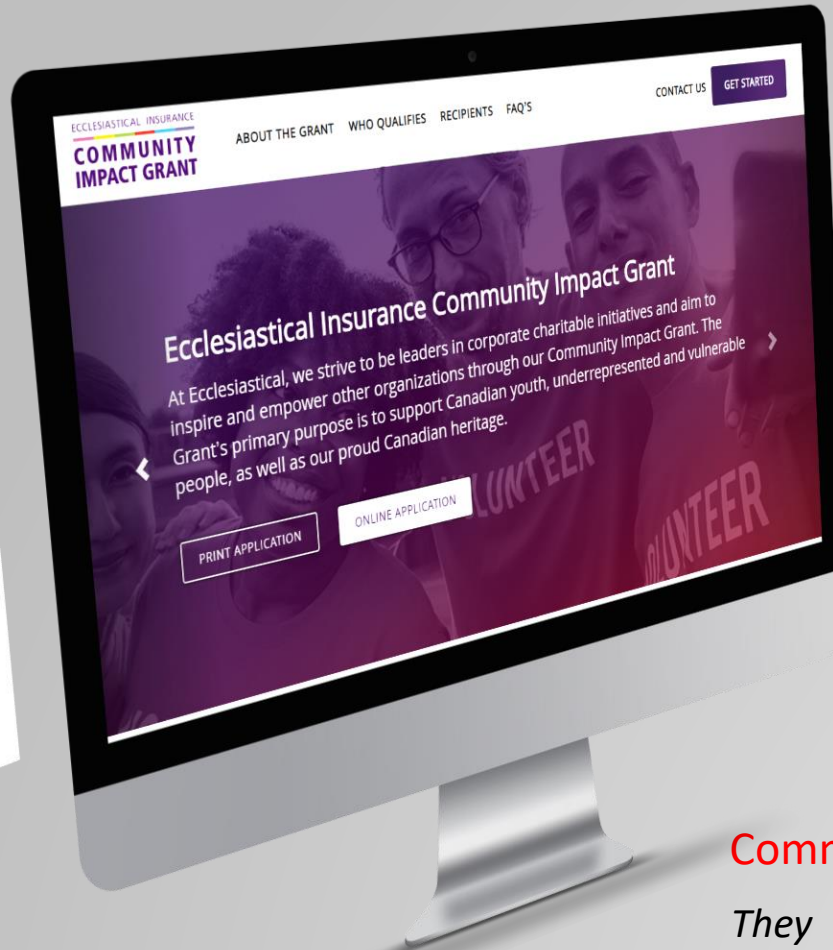 ECCLESIASTICAL INSURANCE
COMMUNITY
IMPACT GRANT
ABOUT THE GRANT WHO QUALIFIES RECIPIENTS FAQ'S
CONTACT US GET STARTED
Ecclesiastical Insurance Community Impact Grant
At Ecclesiastical, we strive to be leaders in corporate charitable initiatives and aim to
inspire and empower other organizations through our Community Impact Grant. The
Grant's primary purpose is to support Canadian youth, underrepresented and vulnerable
people, as well as our proud Canadian heritage.
PRINT APPLICATION ONLINE APPLICATION
VOLUNTEER
VOLUNTEER
They